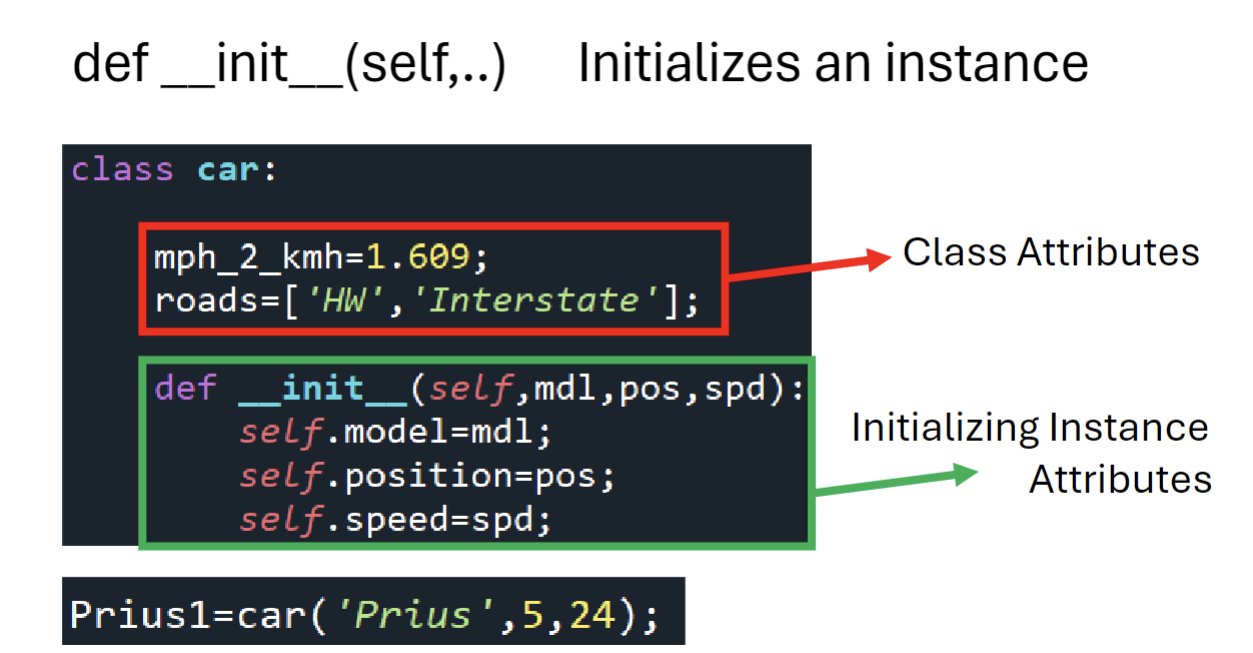 def __init__(self,..) Initializes an instance
class car:
mph_2_kmh=1.609;
roads=['HW','Interstate'];
Class Attributes
def __init__(self,mdl,pos,spd):
self.model=mdl;
self.position=pos;
self.speed=spd;
Initializing Instance
Attributes
Prius1=car('Prius',5,24);